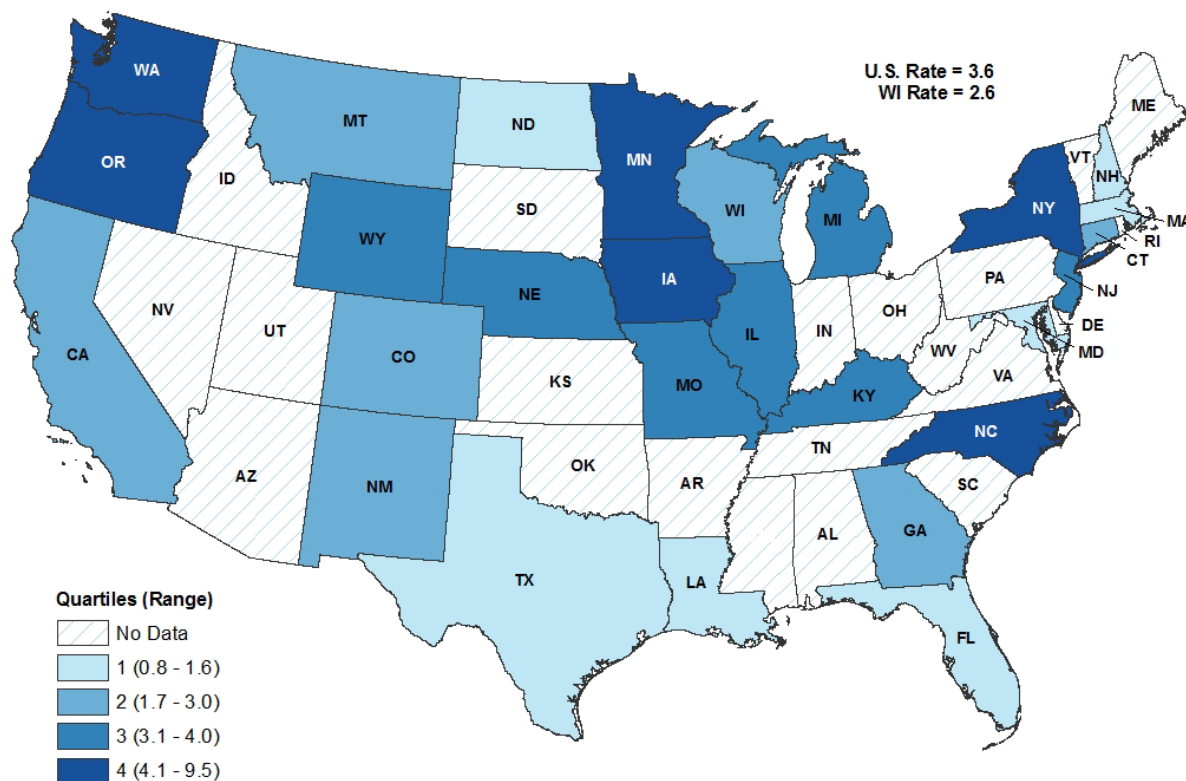 U.S. Rate = 3.6
WI Rate = 2.6
WA
MT
ND
MN
ME
VT
NH
OR
ID
SD
WI
MI
NY
MA
RI
CT
WY
IA
NE
PA
NJ
NV
UT
CO
IL
IN
OH
DE
MD
CA
KS
MO
WV
VA
KY
AZ
NM
OK
AR
TN
NC
SC
TX
LA
AL
GA
FL
Quartiles (Range)
No Data
1 (0.8 - 1.6)
2 (1.7 - 3.0)
3 (3.1 - 4.0)
4 (4.1 - 9.5)